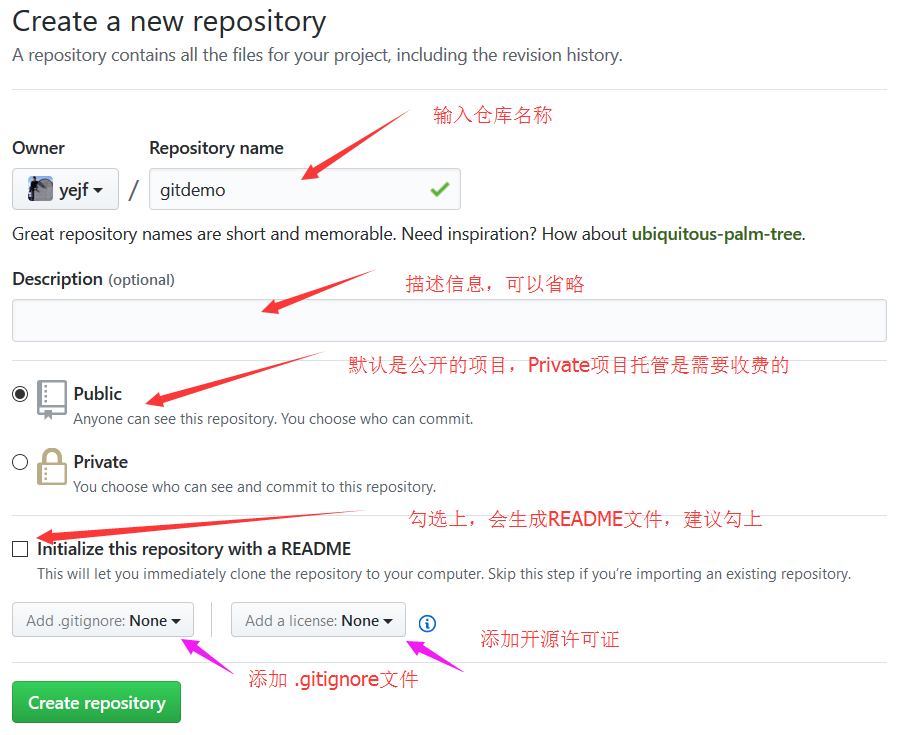 Create a new repository
A repository contains all the files for your project, including the revision history.
输入仓库名称
Owner
Repository name
yejf
/
gitdemo
Great repository names are short and memorable. Need inspiration? How about ubiquitous-palm-tree.
Description (optional)
描述信息，可以省略
默认是公开的项目，Private项目托管是需要收费的
Public
Anyone can see this repository. You choose who can commit.
Private
You choose who can see and commit to this repository.
勾选上，会生成README文件，建议勾上
Initialize this repository with a README
This will let you immediately clone the repository to your computer. Skip this step if you’re importing an existing repository.
Add .gitignore: None
Add a license: None
添加开源许可证
添加 .gitignore文件
Create repository